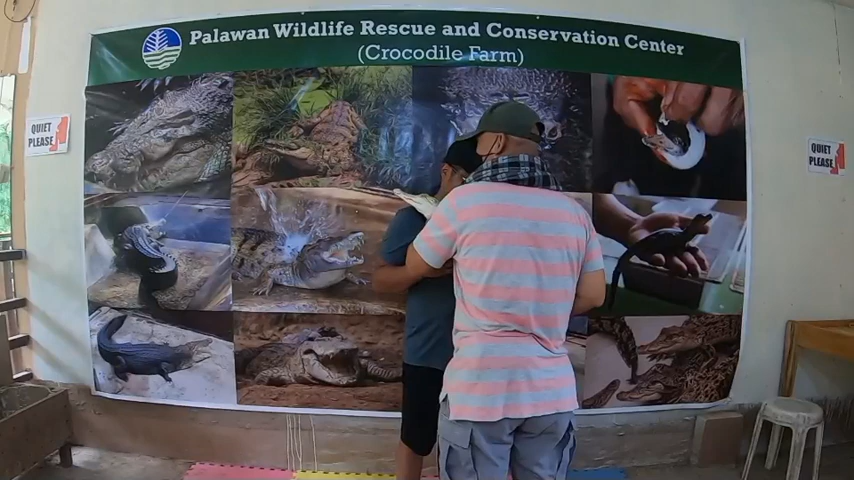 Palawan Wildlife Rescue and Conservation Center
(Crocodile Farm)
QUIET
PLEASE
QUIET
PLEASE